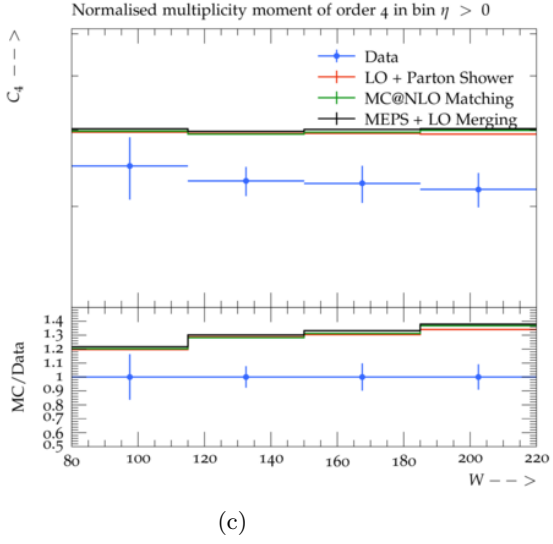 Normalised multiplicity moment of order 4 in bin η > 0
C₄ −− >
Data
LO + Parton Shower
MC@NLO Matching
MEPS + LO Merging
MC/Data
1.4
1.3
1.2
1.1
1
0.9
0.8
0.7
0.6
0.5
80 100 120 140 160 180 200 220
W −− >
(c)